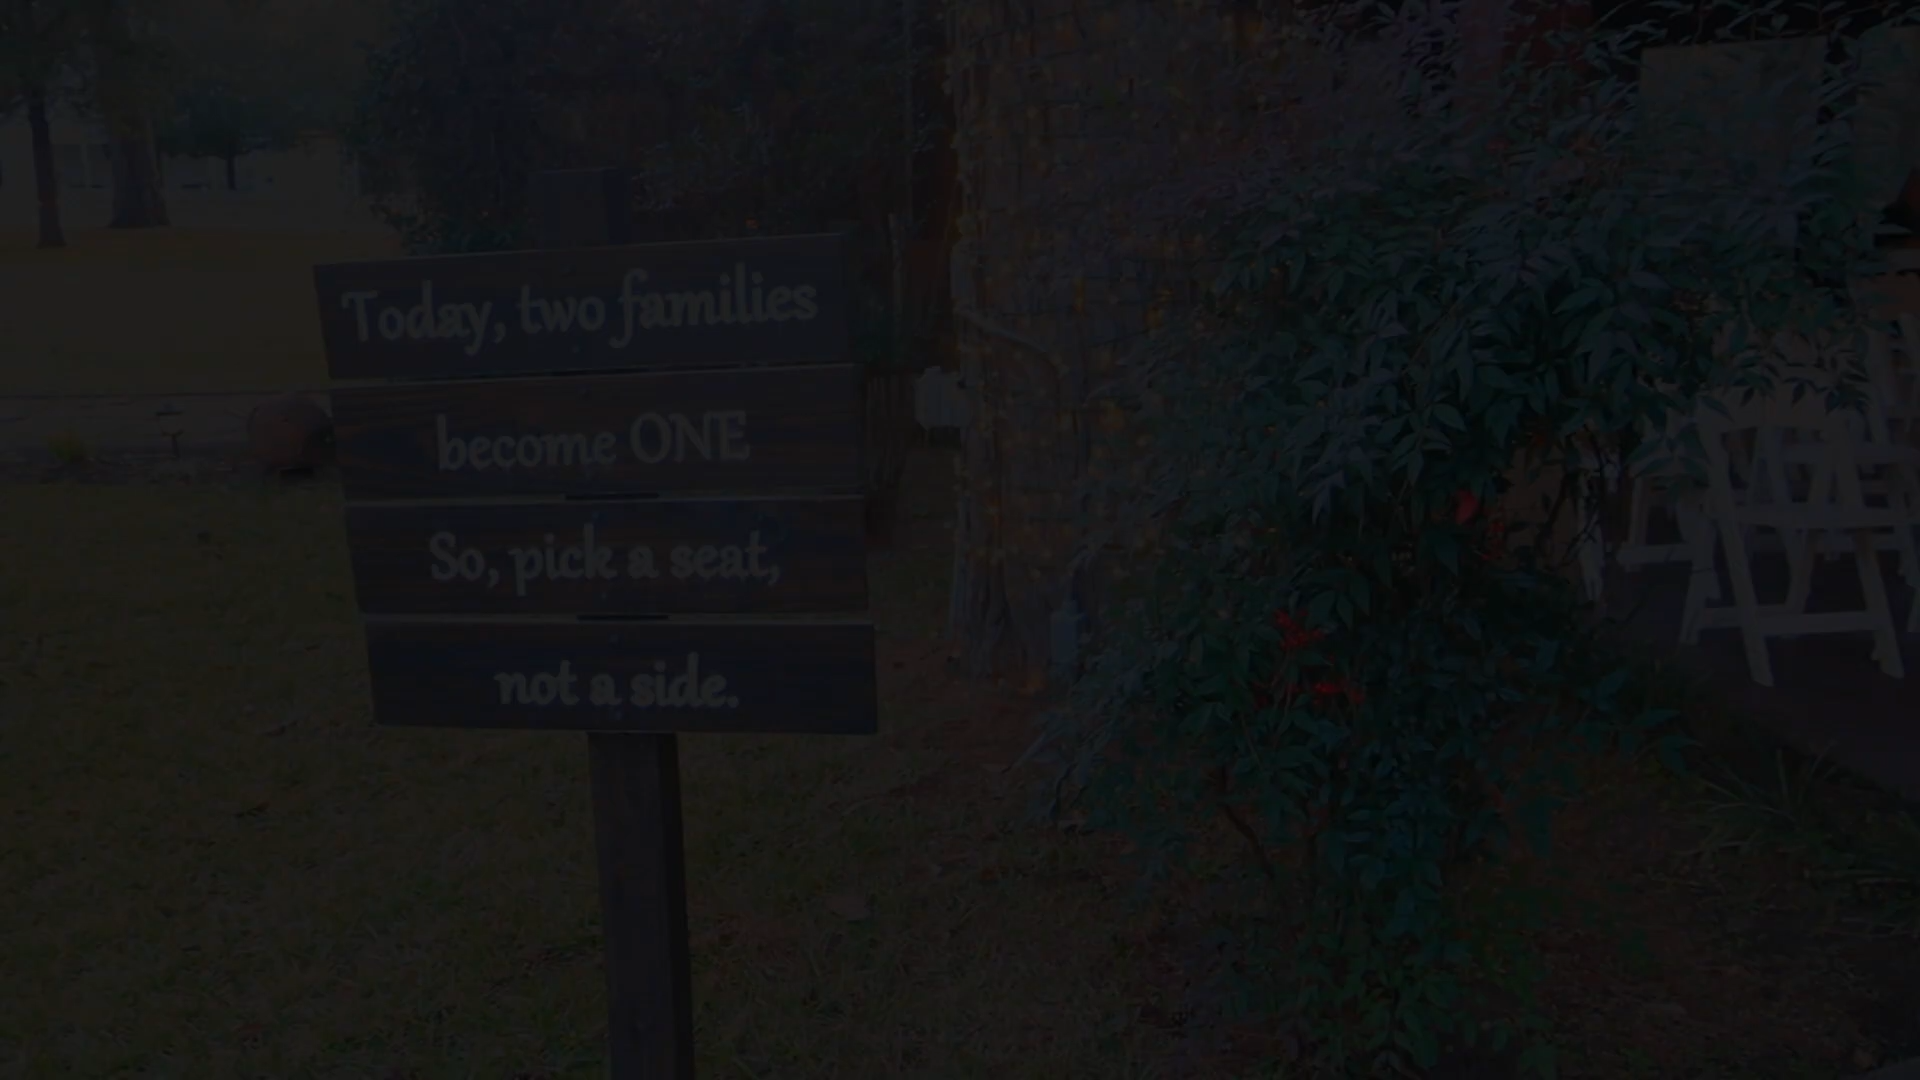 Today, two families
become ONE
So, pick a seat,
not a side.